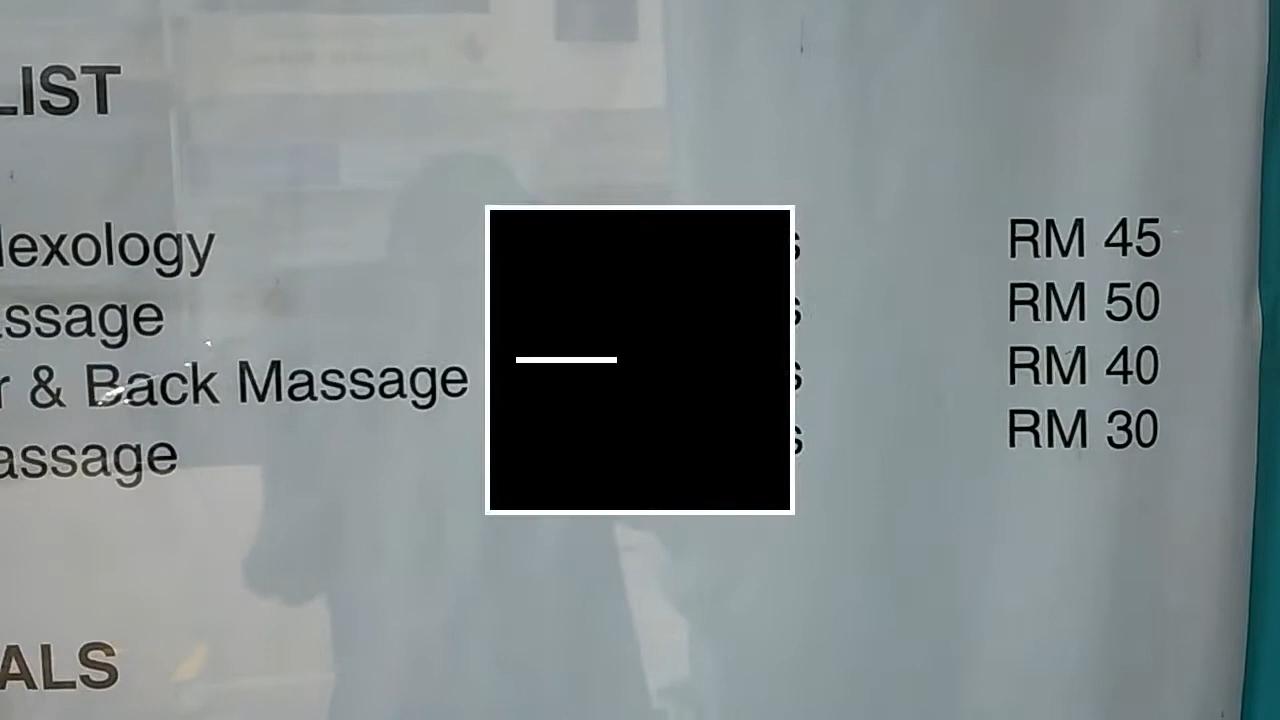 LIST
lexology RM 45
ssage RM 50
r & Back Massage RM 40
assage RM 30
ALS